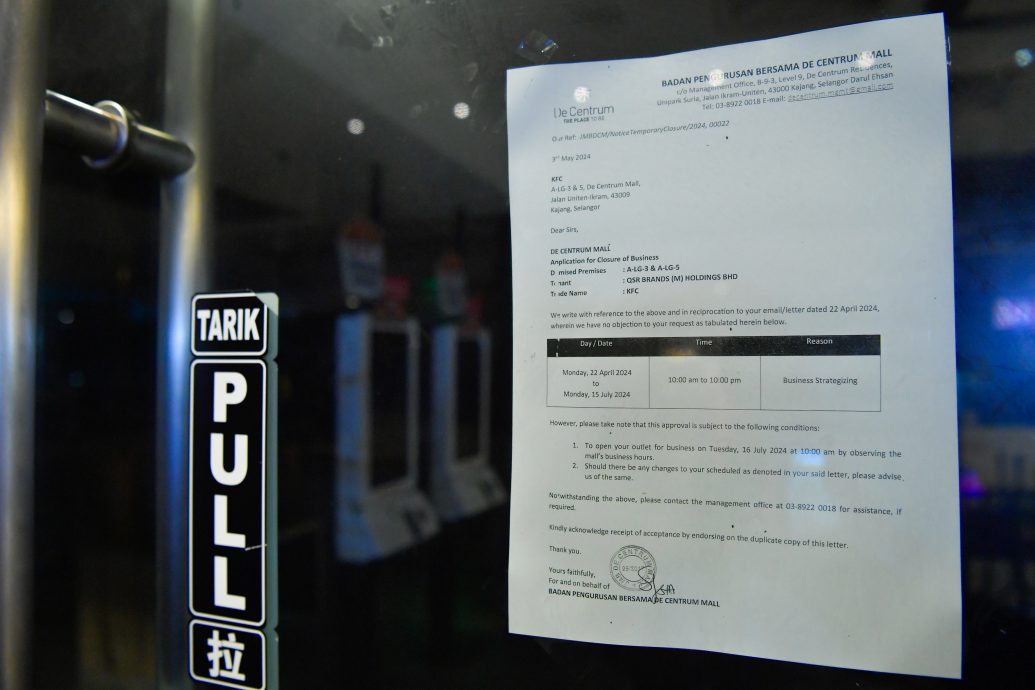 TARIK
PULL
拉
BADAN PENGURUSAN BERSAMA DE CENTRUM MALL
c/o Management Office, B-9-3, Level 9, De Centrum Residences,
Unipark Suria, Jalan Ikram-Uniten, 43000 Kajang, Selangor Darul Ehsan
Tel: 03-8922 0018 E-mail: decentrum.mgmt@gmail.com
De Centrum
THE PLACE TO BE
Our Ref: JMBDCM/NoticeTemporaryClosure/2024, 00022
3rd May 2024
KFC
A-LG-3 & 5, De Centrum Mall,
Jalan Uniten-Ikram, 43009
Kajang, Selangor
Dear Sirs,
DE CENTRUM MALL
Application for Closure of Business
Demised Premises : A-LG-3 & A-LG-5
Tenant : QSR BRANDS (M) HOLDINGS BHD
Trade Name : KFC
We write with reference to the above and in reciprocation to your email/letter dated 22 April 2024,
wherein we have no objection to your request as tabulated herein below.
Day / Date Time Reason
Monday, 22 April 2024
to
Monday, 15 July 2024
10:00 am to 10:00 pm
Business Strategizing
However, please take note that this approval is subject to the following conditions:
1. To open your outlet for business on Tuesday, 16 July 2024 at 10:00 am by observing the
mall's business hours.
2. Should there be any changes to your scheduled as denoted in your said letter, please advise
us of the same.
Notwithstanding the above, please contact the management office at 03-8922 0018 for assistance, if
required.
Kindly acknowledge receipt of acceptance by endorsing on the duplicate copy of this letter.
Thank you.
Yours faithfully,
For and on behalf of
BADAN PENGURUSAN BERSAMA DE CENTRUM MALL